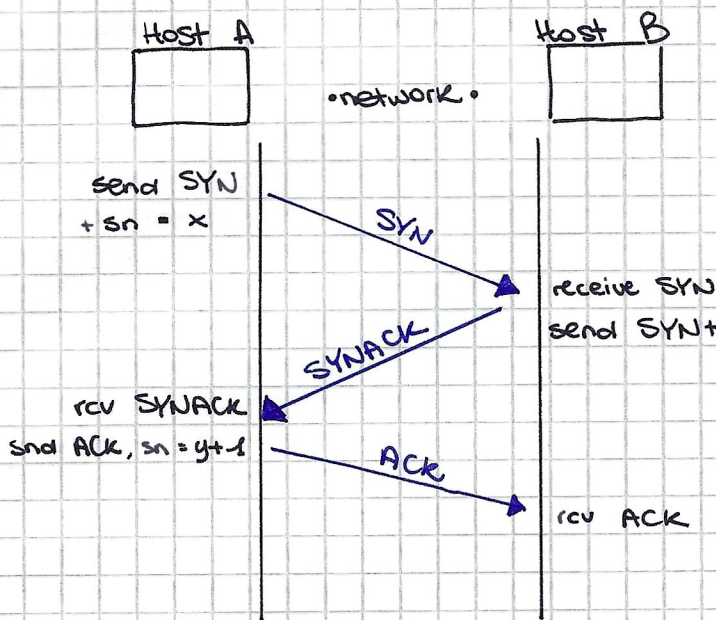 Host A
Host B
•network•
send SYN
+ sn = x
SYN
receive SYN
send SYN+
SYNACK
rcv SYNACK
snd ACK, sn = y+1
ACK
rcv ACK